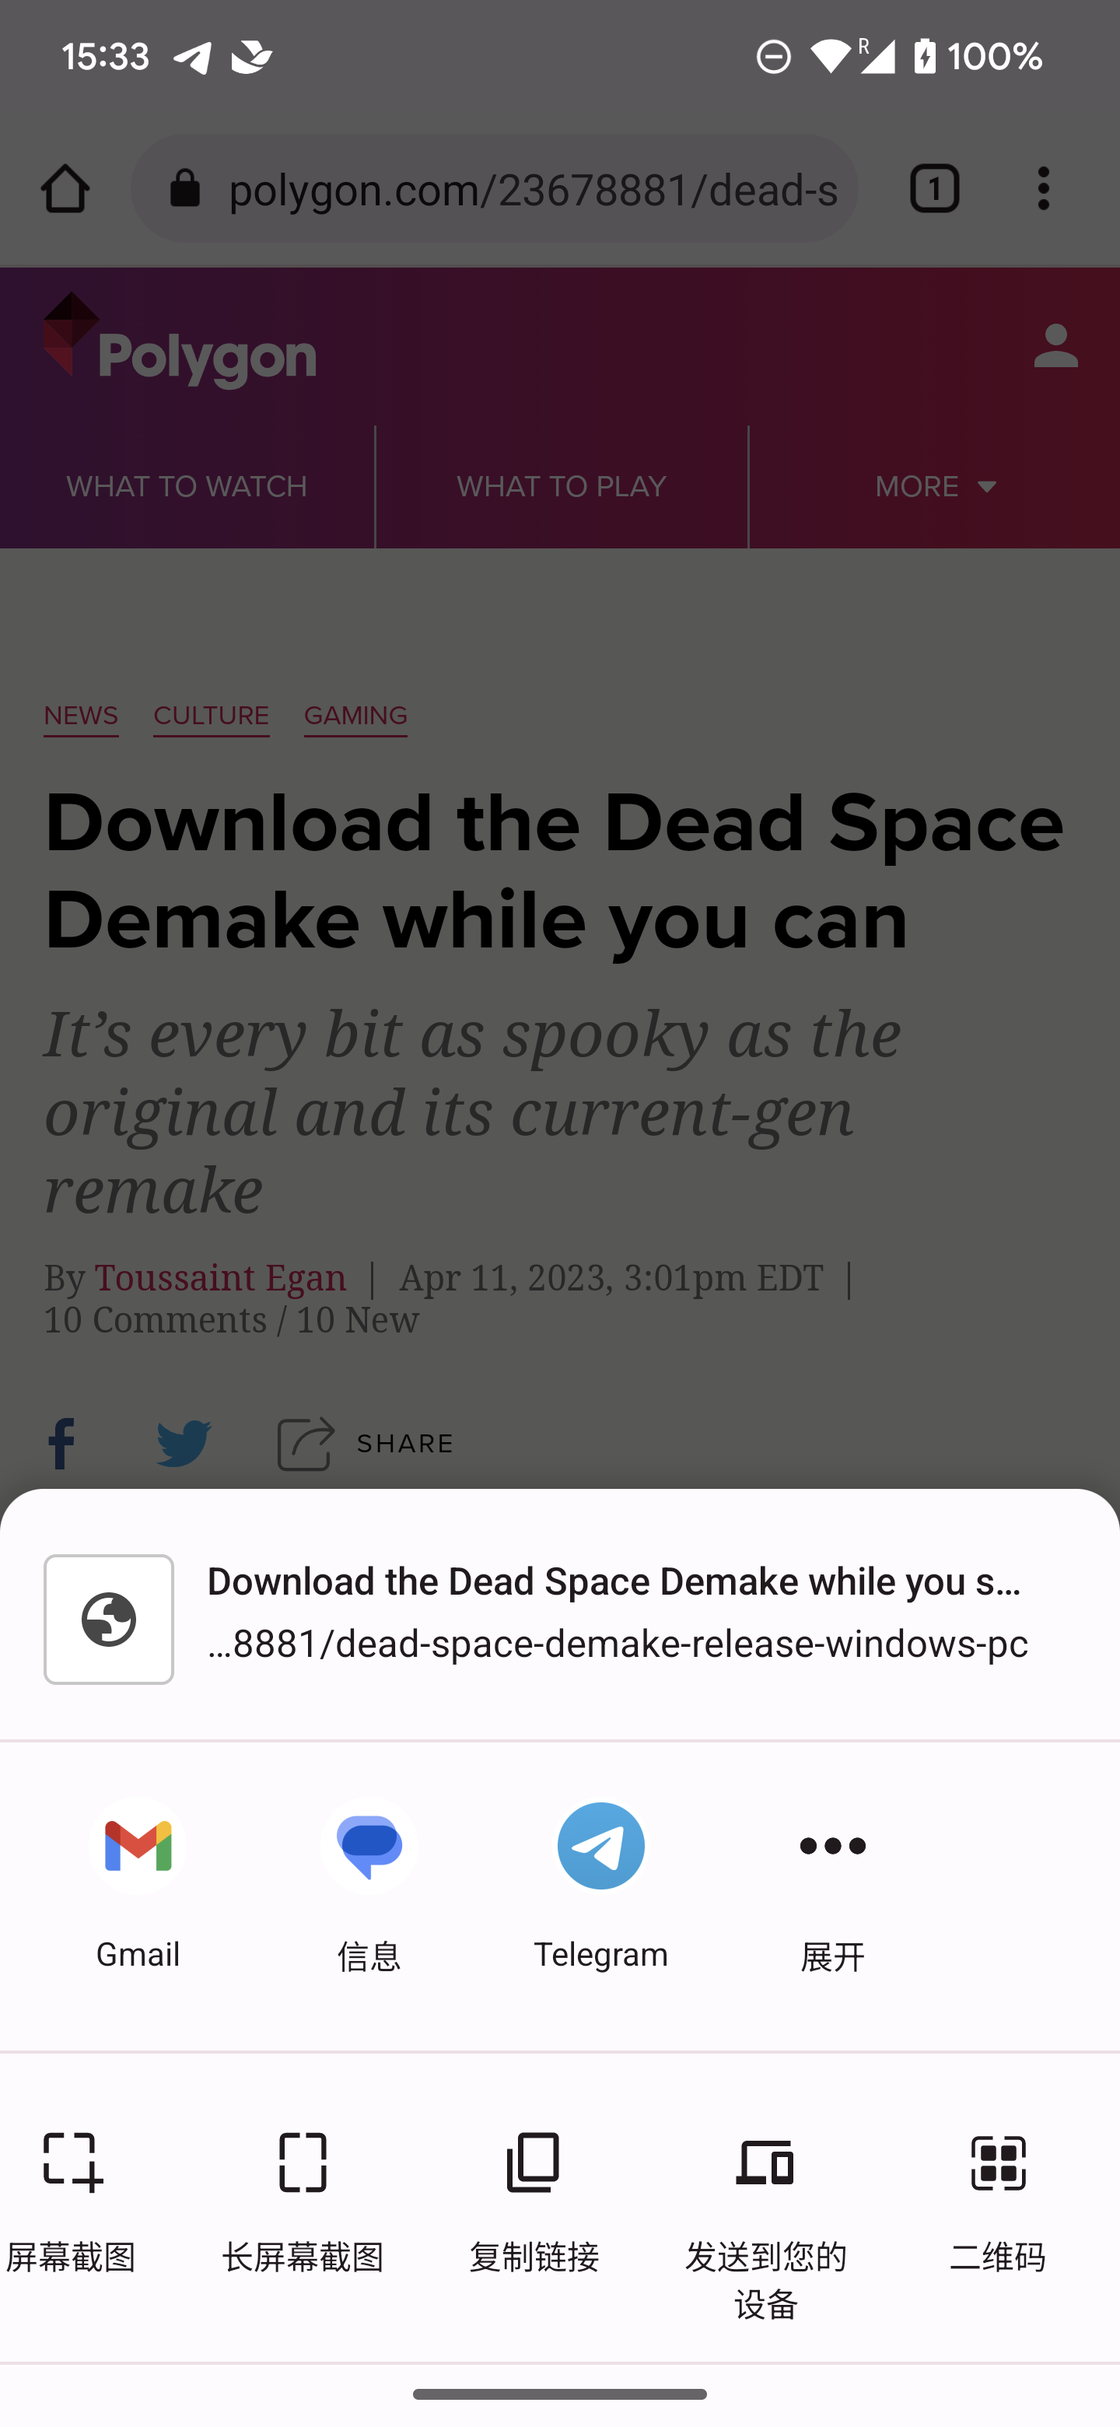 15:33
R
100%
polygon.com/23678881/dead-s
1
Polygon
WHAT TO WATCH
WHAT TO PLAY
MORE
NEWS CULTURE GAMING
Download the Dead Space
Demake while you can
It’s every bit as spooky as the
original and its current-gen
remake
By Toussaint Egan | Apr 11, 2023, 3:01pm EDT |
10 Comments / 10 New
SHARE
Download the Dead Space Demake while you s...
...8881/dead-space-demake-release-windows-pc
Gmail
信息
Telegram
展开
屏幕截图
长屏幕截图
复制链接
发送到您的
设备
二维码